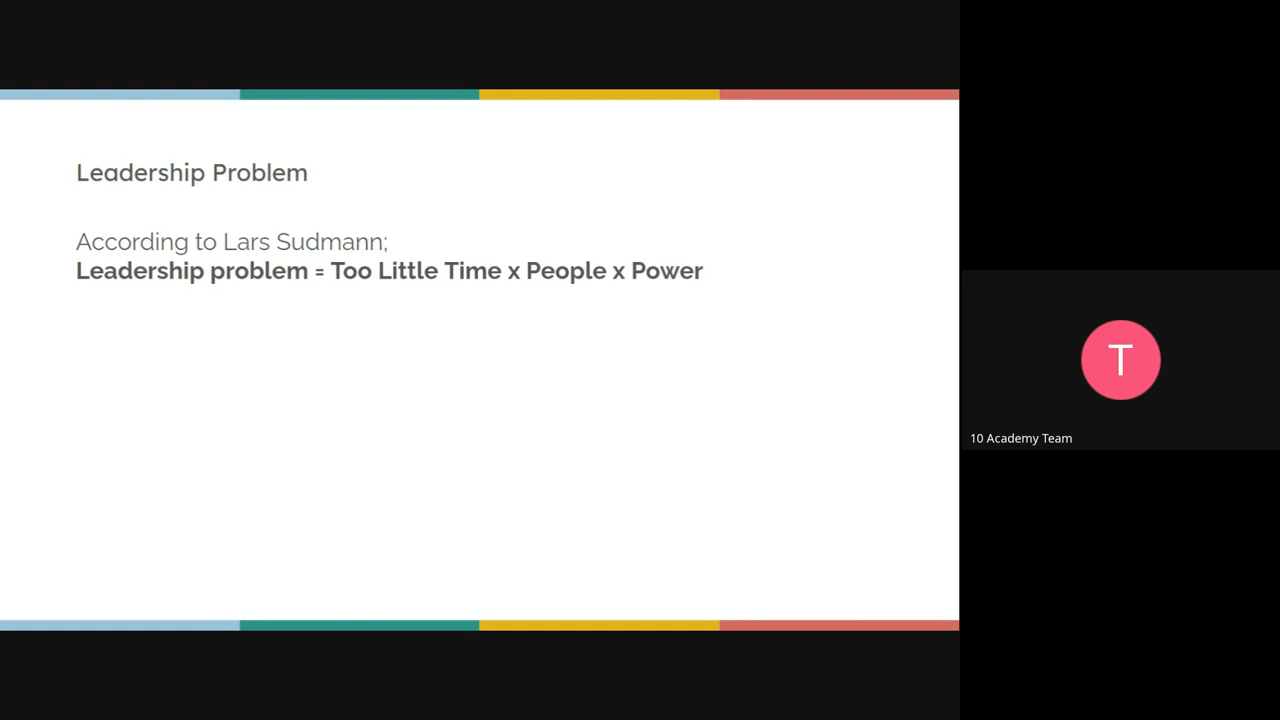 Leadership Problem
According to Lars Sudmann;
Leadership problem = Too Little Time x People x Power
T
10 Academy Team